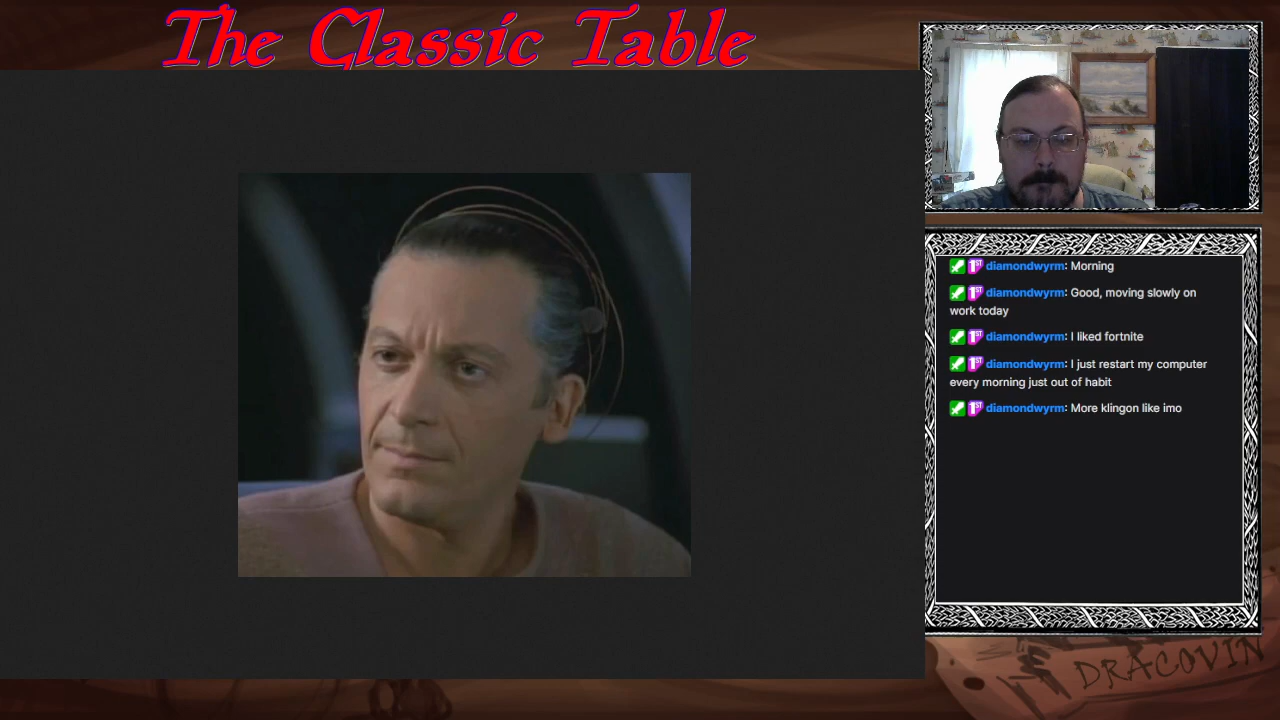 The Classic Table
diamondwyrm: Morning
diamondwyrm: Good, moving slowly on
work today
diamondwyrm: I liked fortnite
diamondwyrm: I just restart my computer
every morning just out of habit
diamondwyrm: More klingon like imo
DRACOVIN